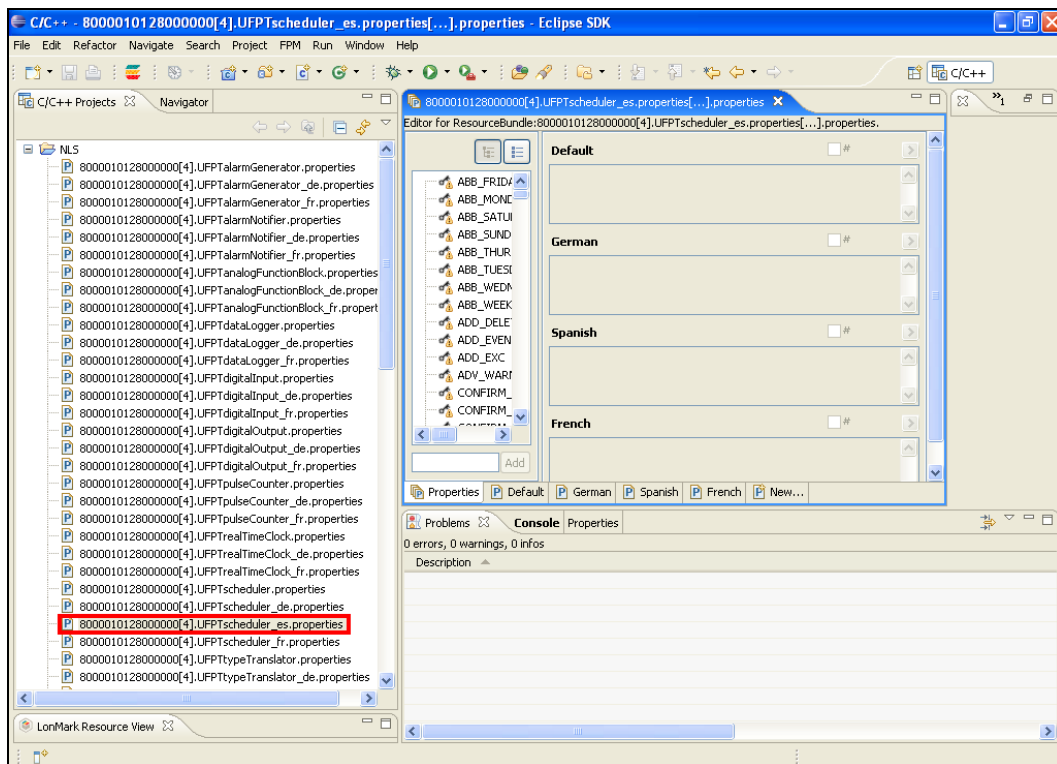 C/C++ - 8000010128000000[4].UFPTscheduler_es.properties[...].properties - Eclipse SDK
File Edit Refactor Navigate Search Project FPM Run Window Help
C/C++
C/C++ Projects Navigator
8000010128000000[4].UFPTscheduler_es.properties[...].properties
»1
Editor for ResourceBundle:8000010128000000[4].UFPTscheduler_es.properties[...].properties.
NLS
8000010128000000[4].UFPTalarmGenerator.properties
8000010128000000[4].UFPTalarmGenerator_de.properties
8000010128000000[4].UFPTalarmGenerator_fr.properties
8000010128000000[4].UFPTalarmNotifier.properties
8000010128000000[4].UFPTalarmNotifier_de.properties
8000010128000000[4].UFPTalarmNotifier_fr.properties
8000010128000000[4].UFPTanalogFunctionBlock.properties
8000010128000000[4].UFPTanalogFunctionBlock_de.proper
8000010128000000[4].UFPTanalogFunctionBlock_fr.propert
8000010128000000[4].UFPTdataLogger.properties
8000010128000000[4].UFPTdataLogger_de.properties
8000010128000000[4].UFPTdataLogger_fr.properties
8000010128000000[4].UFPTdigitalInput.properties
8000010128000000[4].UFPTdigitalInput_de.properties
8000010128000000[4].UFPTdigitalInput_fr.properties
8000010128000000[4].UFPTdigitalOutput.properties
8000010128000000[4].UFPTdigitalOutput_de.properties
8000010128000000[4].UFPTdigitalOutput_fr.properties
8000010128000000[4].UFPTpulseCounter.properties
8000010128000000[4].UFPTpulseCounter_de.properties
8000010128000000[4].UFPTpulseCounter_fr.properties
8000010128000000[4].UFPTrealTimeClock.properties
8000010128000000[4].UFPTrealTimeClock_de.properties
8000010128000000[4].UFPTrealTimeClock_fr.properties
8000010128000000[4].UFPTscheduler.properties
8000010128000000[4].UFPTscheduler_de.properties
8000010128000000[4].UFPTscheduler_es.properties
8000010128000000[4].UFPTscheduler_fr.properties
8000010128000000[4].UFPTtypeTranslator.properties
8000010128000000[4].UFPTtypeTranslator_de.properties
LonMark Resource View
ABB_FRIDA
ABB_MOND
ABB_SATU
ABB_SUND
ABB_THUR
ABB_TUESD
ABB_WEDN
ABB_WEEK
ADD_DELET
ADD_EVEN
ADD_EXC
ADV_WARN
CONFIRM_
CONFIRM_
Add
Default #
German #
Spanish #
French #
Properties Default German Spanish French New...
Problems Console Properties
0 errors, 0 warnings, 0 infos
Description